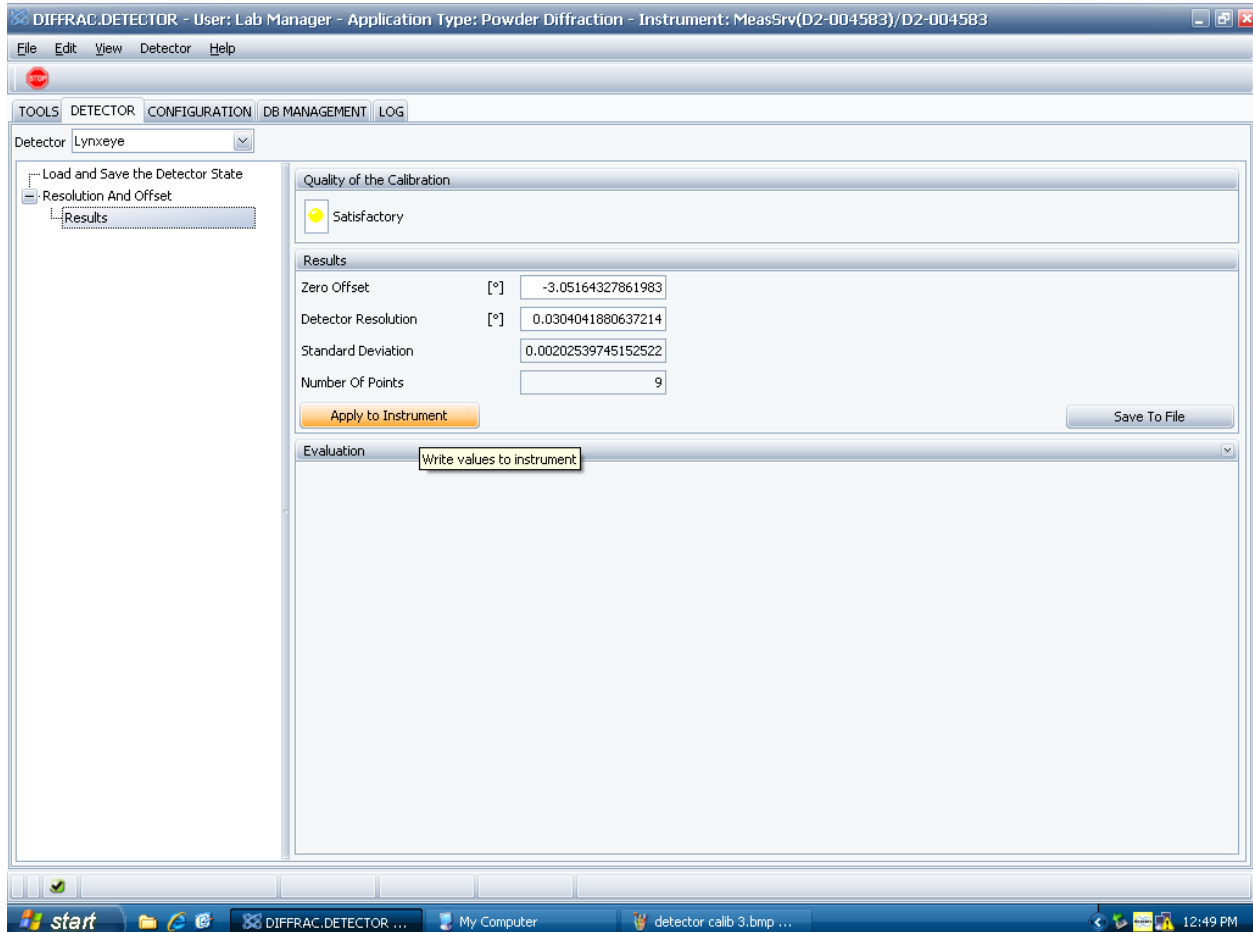 DIFFRAC.DETECTOR - User: Lab Manager - Application Type: Powder Diffraction - Instrument: MeasSrv(D2-004583)/D2-004583
File Edit View Detector Help
STOP
TOOLS DETECTOR CONFIGURATION DB MANAGEMENT LOG
Detector Lynxeye
Load and Save the Detector State
Resolution And Offset
Results
Quality of the Calibration
Satisfactory
Results
Zero Offset [°] -3.05164327861983
Detector Resolution [°] 0.0304041880637214
Standard Deviation 0.00202539745152522
Number Of Points 9
Apply to Instrument Save To File
Evaluation
Write values to instrument
start DIFFRAC.DETECTOR ... My Computer detector calib 3.bmp ... 12:49 PM